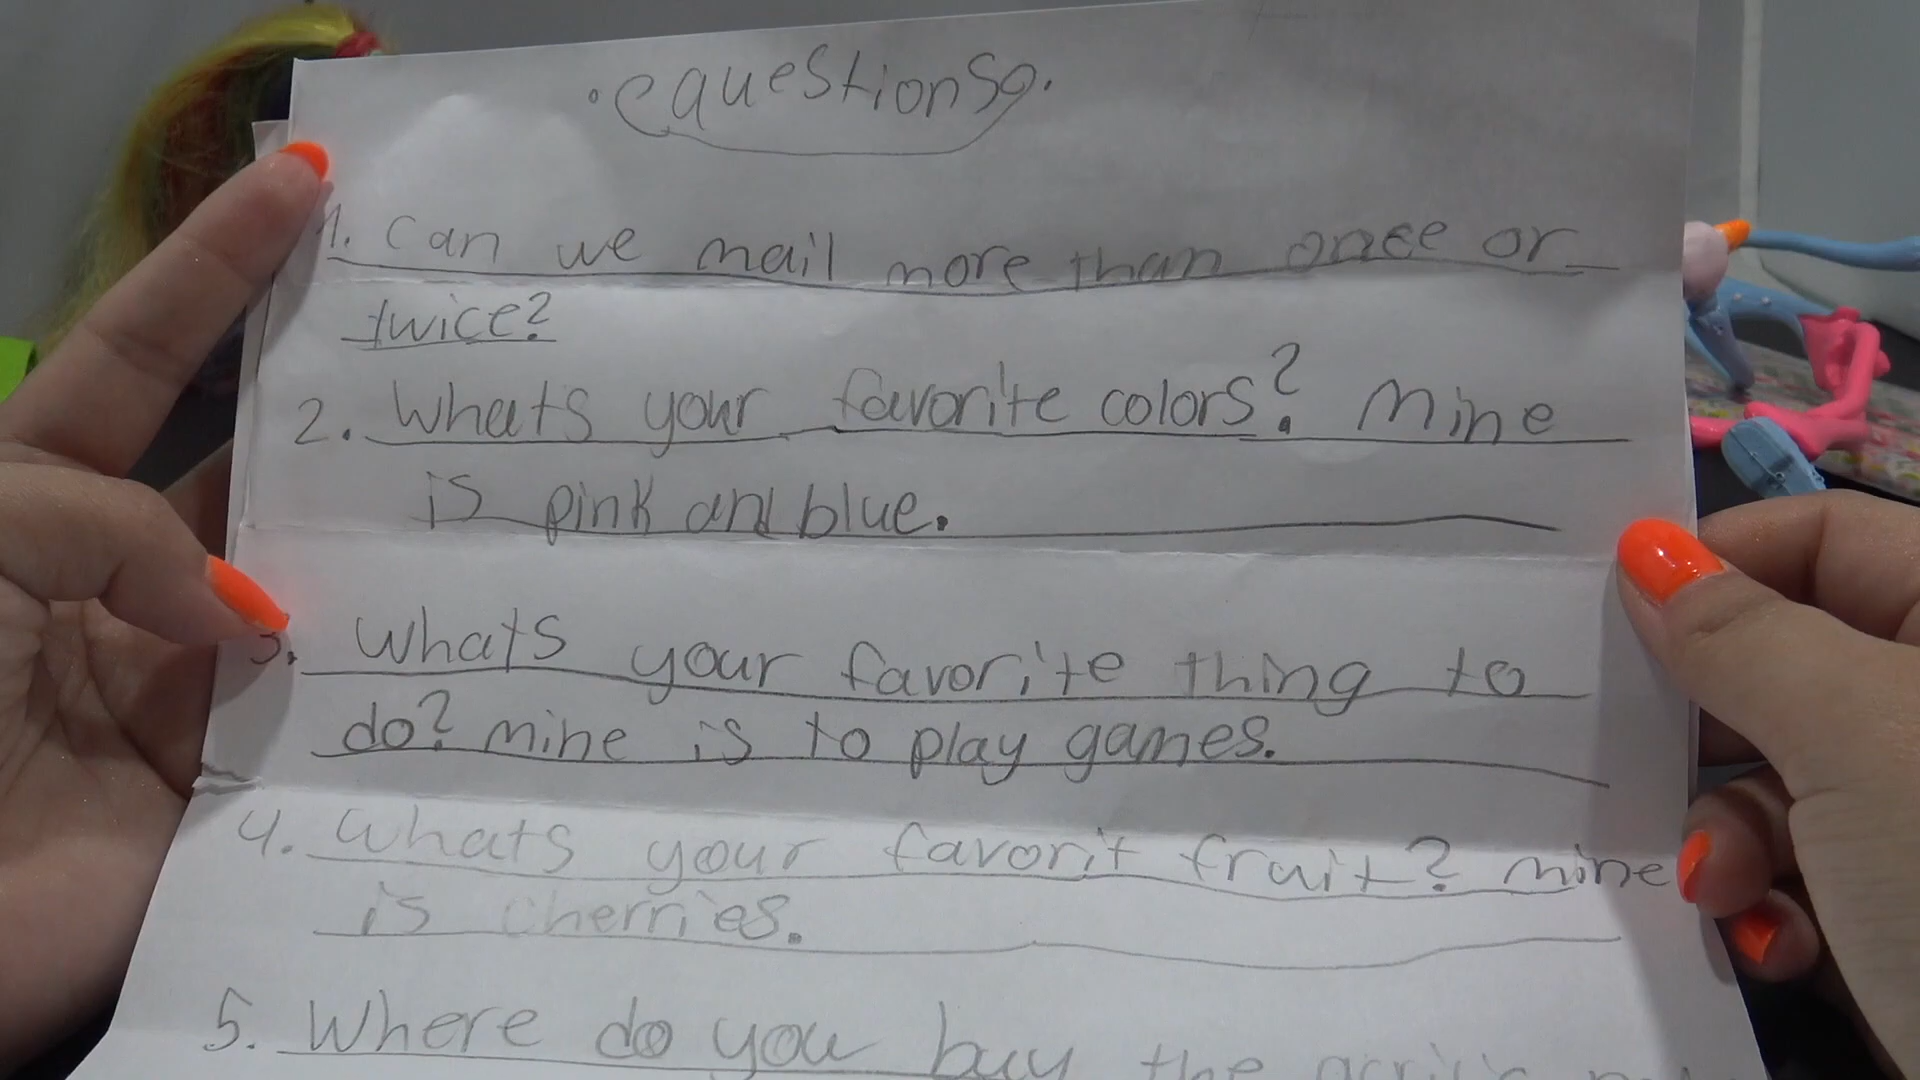 questions
1. Can we mail more than once or
twice?
2. Whats your favorite colors? Mine
is pink and blue.
3. Whats your favorite thing to
do? mine is to play games.
4. Whats your favorit fruit? mine
is cherries.
5. Where do you buy the